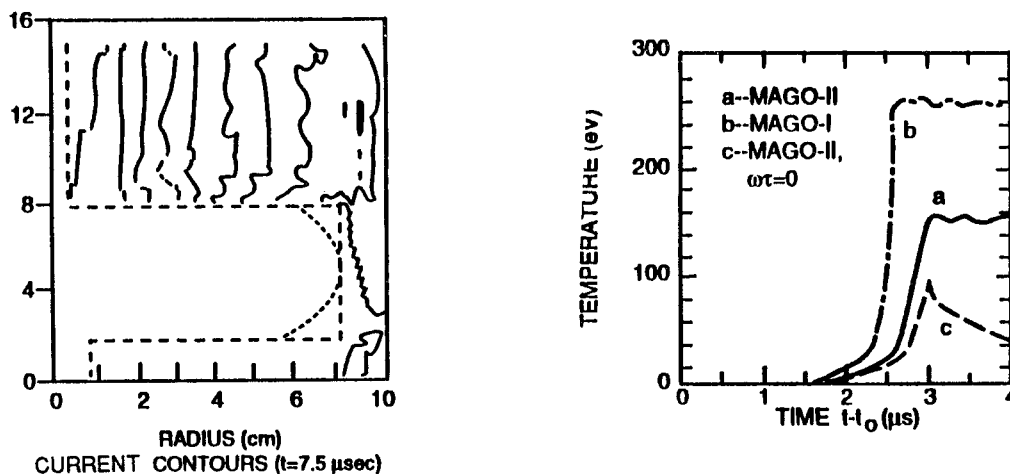 16
12
8
4
0
0
2
4
6
8
10
RADIUS (cm)
CURRENT CONTOURS (t=7.5 μsec)
TEMPERATURE (ev)
300
200
100
0
a--MAGO-II
b--MAGO-I
c--MAGO-II,
ωτ=0
b
a
c
0
1
2
3
4
TIME t-t₀ (μs)